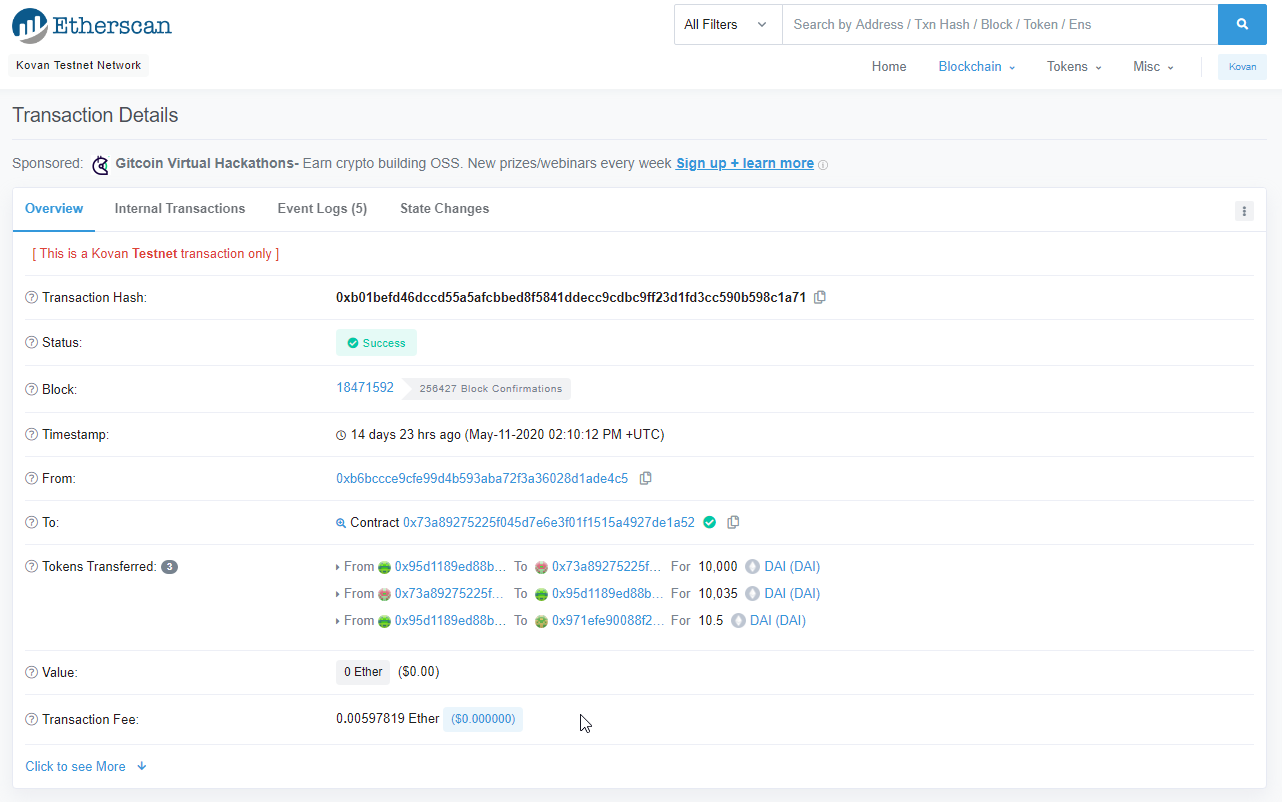 Etherscan
All Filters Search by Address / Txn Hash / Block / Token / Ens
Kovan Testnet Network
Home Blockchain Tokens Misc Kovan
Transaction Details
Sponsored: Gitcoin Virtual Hackathons- Earn crypto building OSS. New prizes/webinars every week Sign up + learn more
Overview Internal Transactions Event Logs (5) State Changes
[ This is a Kovan Testnet transaction only ]
Transaction Hash: 0xb01befd46dccd55a5afcbbed8f5841ddecc9cdbc9ff23d1fd3cc590b598c1a71
Status: Success
Block: 18471592 256427 Block Confirmations
Timestamp: 14 days 23 hrs ago (May-11-2020 02:10:12 PM +UTC)
From: 0xb6bccce9cfe99d4b593aba72f3a36028d1ade4c5
To: Contract 0x73a89275225f045d7e6e3f01f1515a4927de1a52
Tokens Transferred: 3 From 0x95d1189ed88b... To 0x73a89275225f... For 10,000 DAI (DAI)
From 0x73a89275225f... To 0x95d1189ed88b... For 10,035 DAI (DAI)
From 0x95d1189ed88b... To 0x971efe90088f2... For 10.5 DAI (DAI)
Value: 0 Ether ($0.00)
Transaction Fee: 0.00597819 Ether ($0.000000)
Click to see More